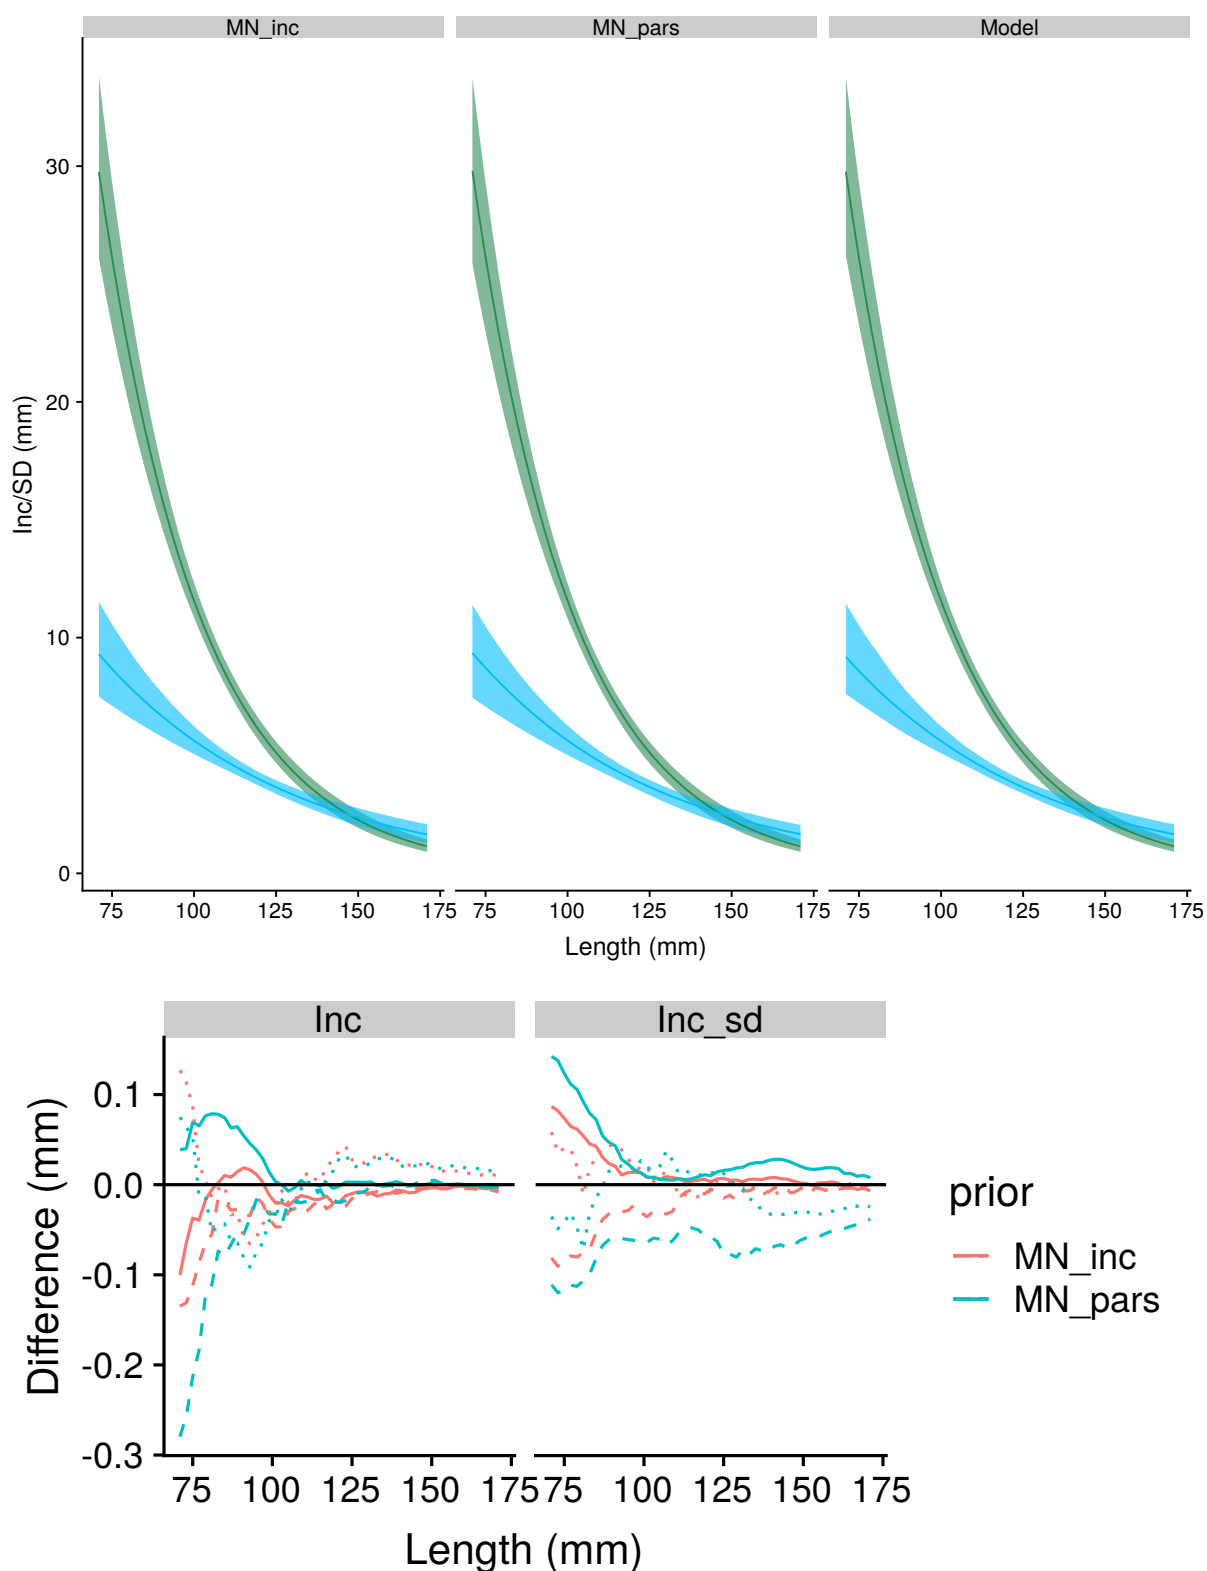 MN_inc MN_pars Model
30
20
10
0
Inc/SD (mm)
75 100 125 150 175 75 100 125 150 175 75 100 125 150 175
Length (mm)
Inc Inc_sd
0.1
0.0
-0.1
-0.2
-0.3
Difference (mm)
75 100 125 150 175 75 100 125 150 175
Length (mm)
prior
MN_inc
MN_pars